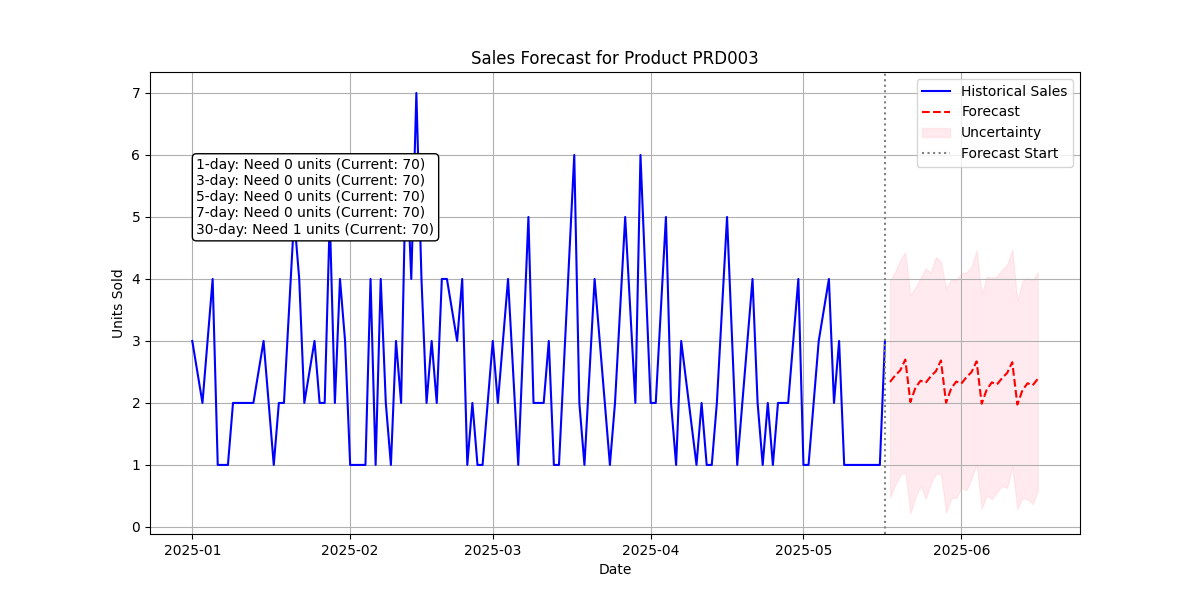 Sales Forecast for Product PRD003
Historical Sales
Forecast
Uncertainty
Forecast Start
1-day: Need 0 units (Current: 70)
3-day: Need 0 units (Current: 70)
5-day: Need 0 units (Current: 70)
7-day: Need 0 units (Current: 70)
30-day: Need 1 units (Current: 70)
Units Sold
7
6
5
4
3
2
1
0
2025-01
2025-02
2025-03
2025-04
2025-05
2025-06
Date